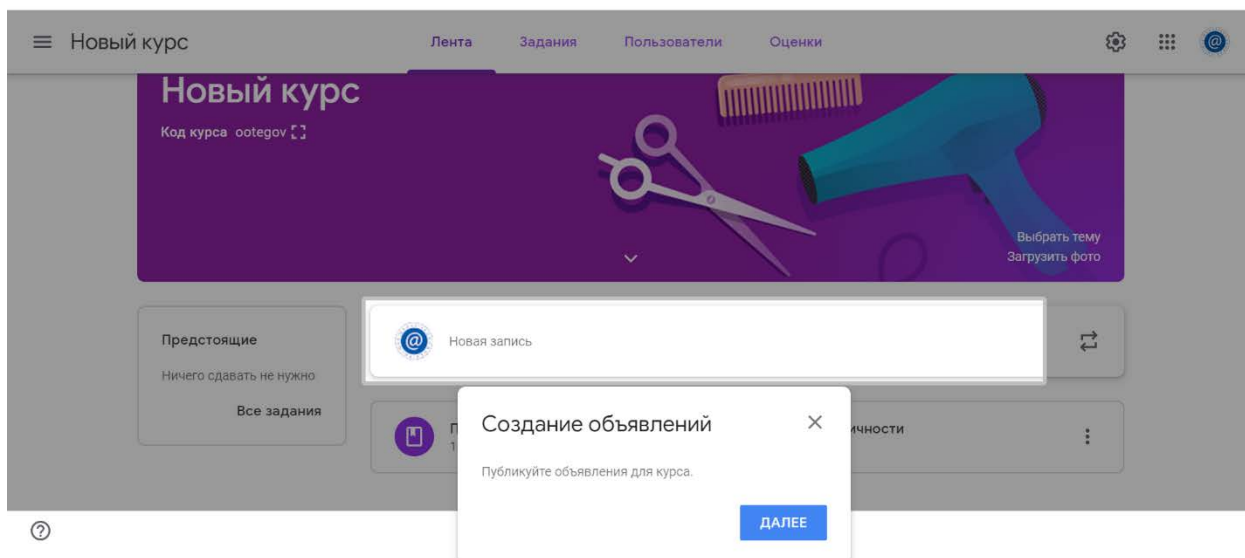 Новый курс
Лента Задания Пользователи Оценки
@
Новый курс
Код курса ootegov
Выбрать тему
Загрузить фото
Предстоящие
Ничего сдавать не нужно
Все задания
@ Новая запись
Создание объявлений
Публикуйте объявления для курса.
ДАЛЕЕ